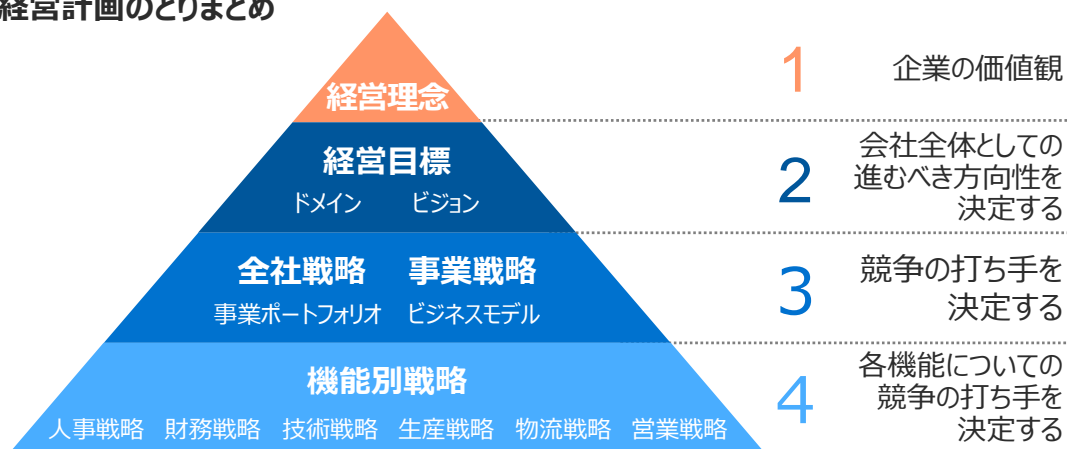 経営計画のとりまとめ
経営理念
1
企業の価値観
経営目標
ドメイン ビジョン
2
会社全体としての
進むべき方向性を
決定する
全社戦略 事業戦略
事業ポートフォリオ ビジネスモデル
3
競争の打ち手を
決定する
機能別戦略
人事戦略 財務戦略 技術戦略 生産戦略 物流戦略 営業戦略
4
各機能についての
競争の打ち手を
決定する